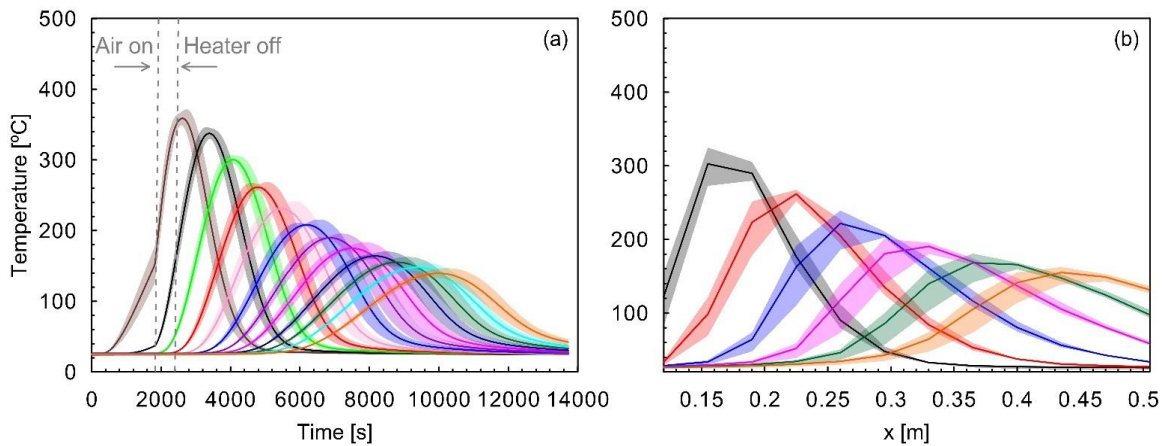 500
400
300
200
100
0
Temperature [ºC]
Air on
Heater off
(a)
0 2000 4000 6000 8000 10000 12000 14000
Time [s]
500
400
300
200
100
(b)
0.15 0.2 0.25 0.3 0.35 0.4 0.45 0.5
x [m]